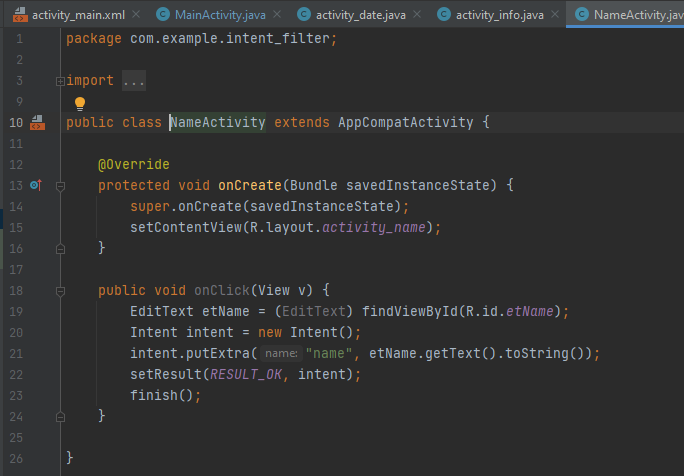 activity_main.xml MainActivity.java activity_date.java activity_info.java NameActivity.jav
1 package com.example.intent_filter;
2
3 import ...
9
10 public class NameActivity extends AppCompatActivity {
11
12 @Override
13 protected void onCreate(Bundle savedInstanceState) {
14 super.onCreate(savedInstanceState);
15 setContentView(R.layout.activity_name);
16 }
17
18 public void onClick(View v) {
19 EditText etName = (EditText) findViewById(R.id.etName);
20 Intent intent = new Intent();
21 intent.putExtra( name: "name", etName.getText().toString());
22 setResult(RESULT_OK, intent);
23 finish();
24 }
25
26 }